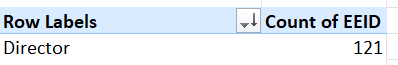 Row Labels Count of EEID
Director 121